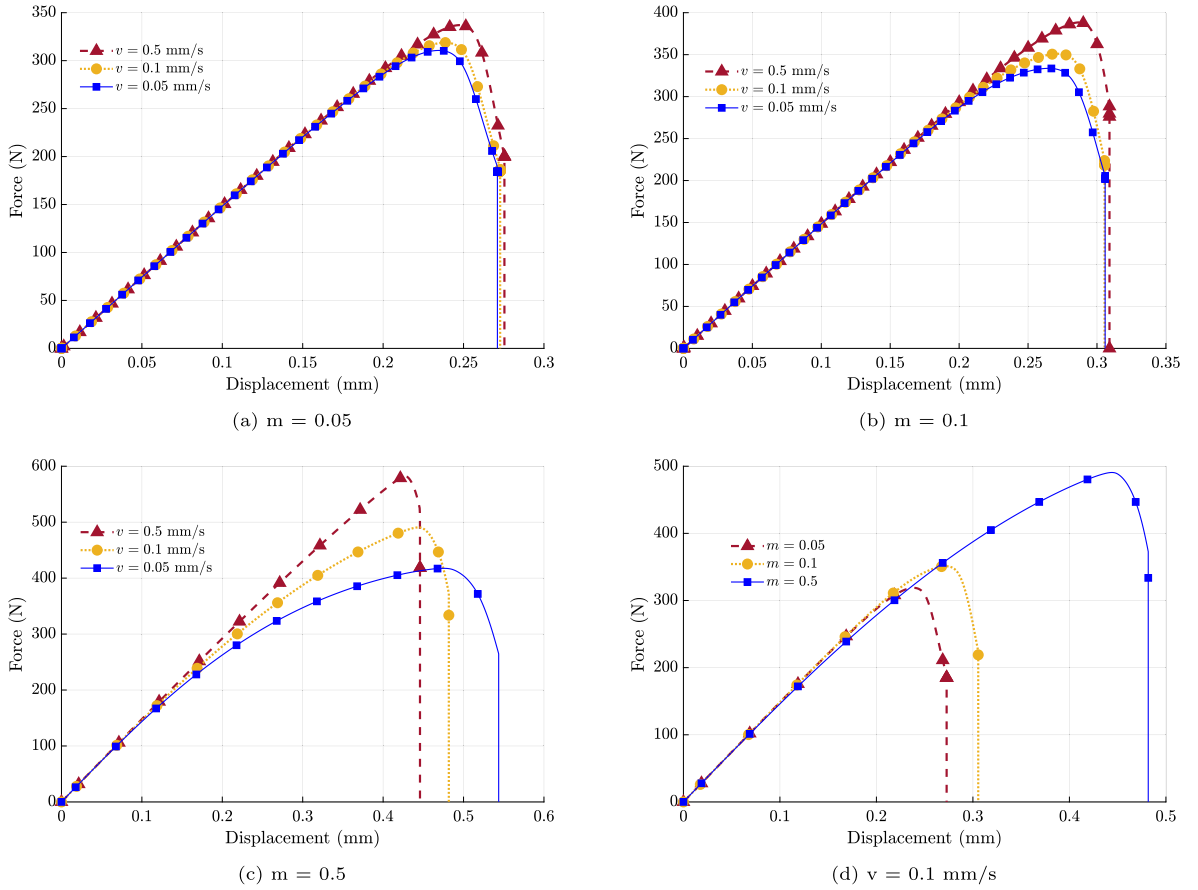 350
300
250
200
150
100
50
0
Force (N)
v = 0.5 mm/s
v = 0.1 mm/s
v = 0.05 mm/s
0 0.05 0.1 0.15 0.2 0.25 0.3
Displacement (mm)
(a) m = 0.05
400
350
300
250
200
150
100
50
0
Force (N)
v = 0.5 mm/s
v = 0.1 mm/s
v = 0.05 mm/s
0 0.05 0.1 0.15 0.2 0.25 0.3 0.35
Displacement (mm)
(b) m = 0.1
600
500
400
300
200
100
0
Force (N)
v = 0.5 mm/s
v = 0.1 mm/s
v = 0.05 mm/s
0 0.1 0.2 0.3 0.4 0.5 0.6
Displacement (mm)
(c) m = 0.5
500
400
300
200
100
0
Force (N)
m = 0.05
m = 0.1
m = 0.5
0 0.1 0.2 0.3 0.4 0.5
Displacement (mm)
(d) v = 0.1 mm/s